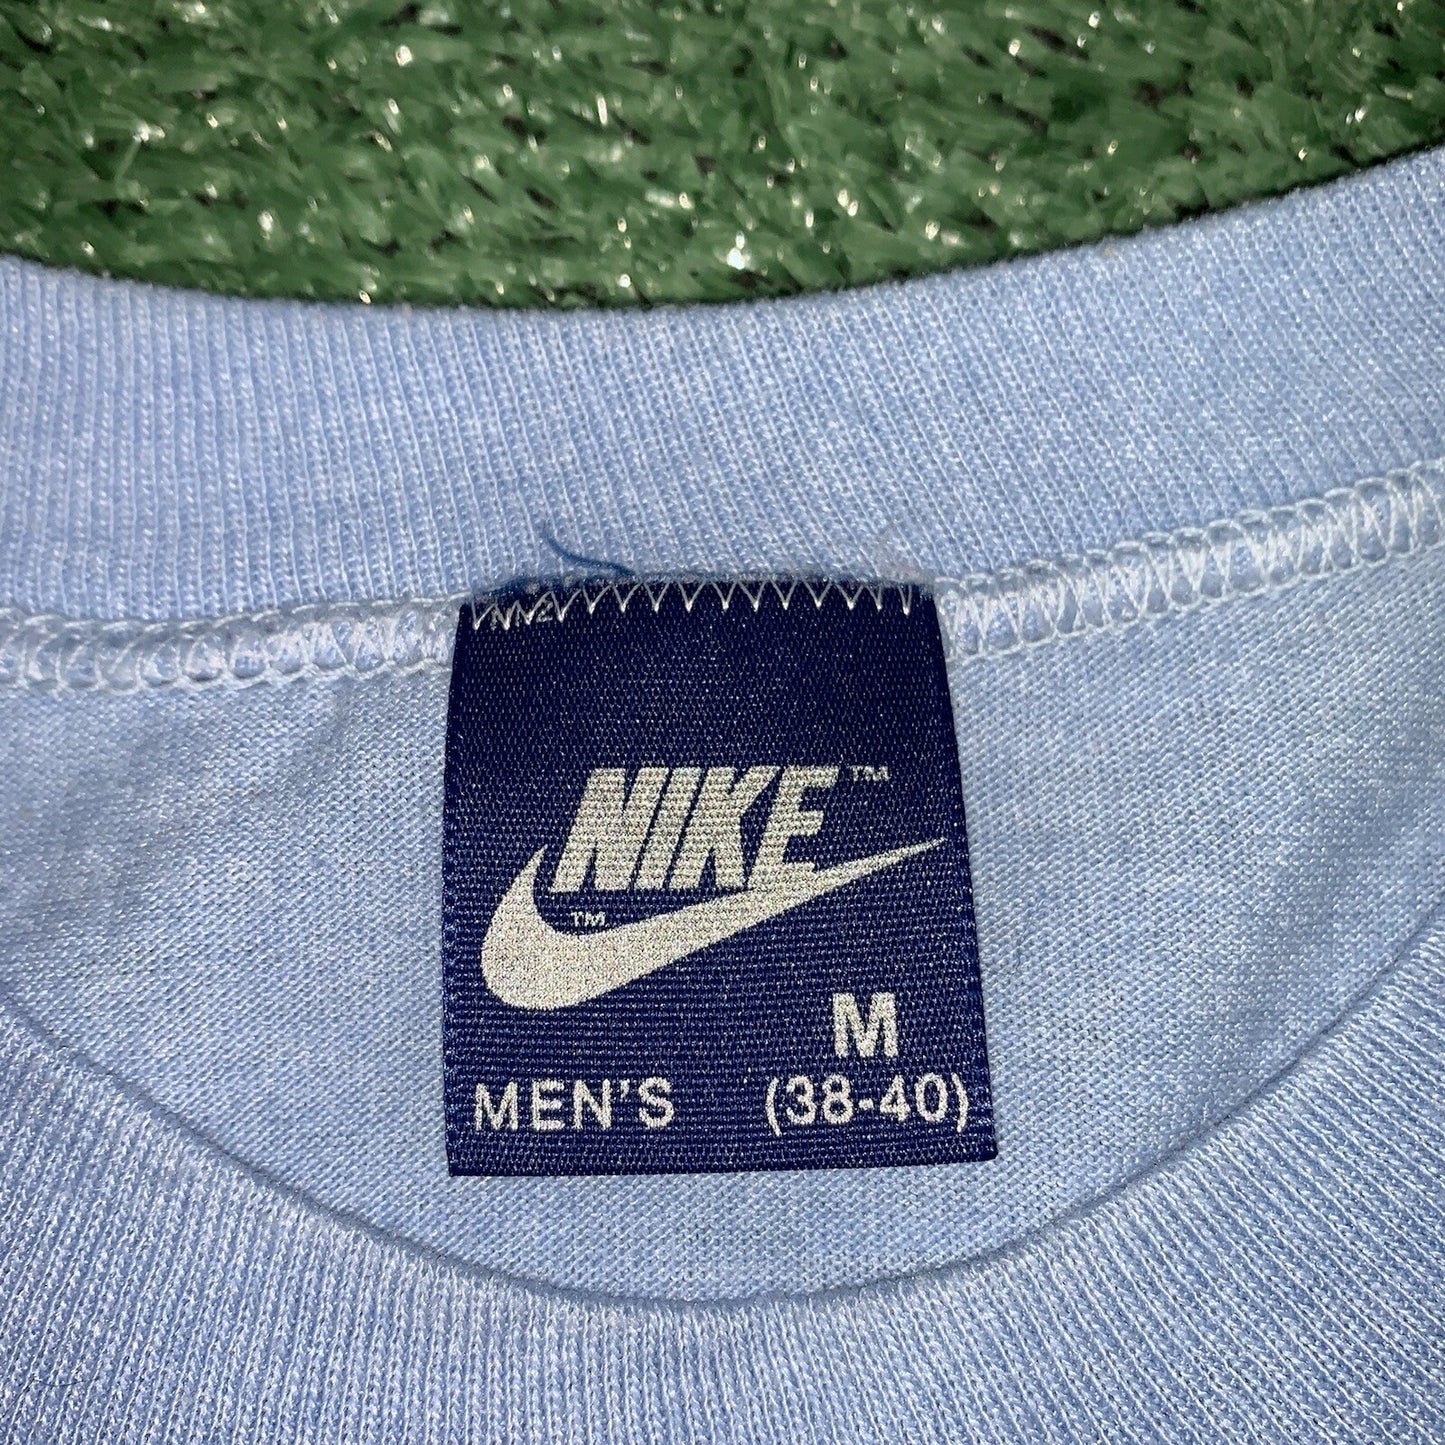 NIKE™
™
M
MEN'S (38-40)